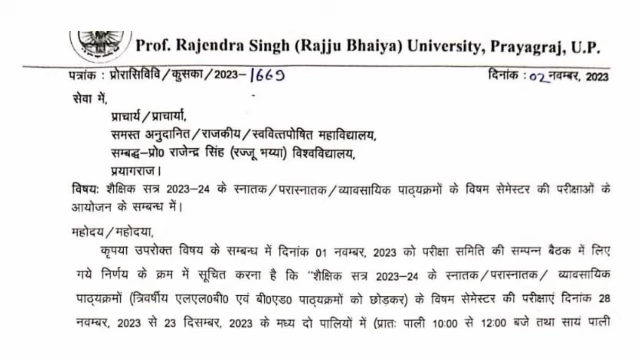 Prof. Rajendra Singh (Rajju Bhaiya) University, Prayagraj, U.P.
पत्रांक: प्रोरासिविवि/कुसका/2023-1669
दिनांक: 02 नवम्बर, 2023
सेवा में,
प्राचार्य/प्राचार्या,
समस्त अनुदानित/राजकीय/स्ववित्तपोषित महाविद्यालय,
सम्बद्ध-प्रो0 राजेन्द्र सिंह (रज्जू भय्या) विश्वविद्यालय,
प्रयागराज।
विषय: शैक्षिक सत्र 2023-24 के स्नातक/परास्नातक/व्यावसायिक पाठ्यक्रमों के विषम सेमेस्टर की परीक्षाओं के
आयोजन के सम्बन्ध में।
महोदय/महोदया,
कृपया उपरोक्त विषय के सम्बन्ध में दिनांक 01 नवम्बर, 2023 को परीक्षा समिति की सम्पन्न बैठक में लिए
गये निर्णय के क्रम में सूचित करना है कि "शैक्षिक सत्र 2023-24 के स्नातक/परास्नातक/ व्यावसायिक
पाठ्यक्रमों (त्रिवर्षीय एलएल0बी0 एवं बी0एड0 पाठ्यक्रमों को छोड़कर) के विषम सेमेस्टर की परीक्षाएं दिनांक 28
नवम्बर, 2023 से 23 दिसम्बर, 2023 के मध्य दो पालियों में (प्रातः पाली 10:00 से 12:00 बजे तथा सायं पाली